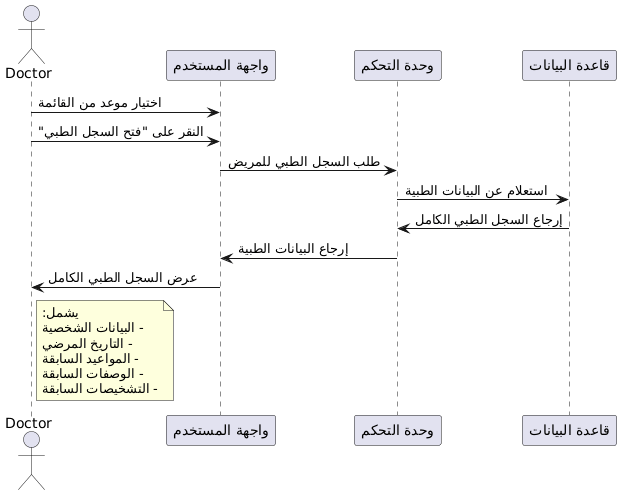 Doctor
واجهة المستخدم
وحدة التحكم
قاعدة البيانات
اختيار موعد من القائمة
النقر على "فتح السجل الطبي"
طلب السجل الطبي للمريض
استعلام عن البيانات الطبية
إرجاع السجل الطبي الكامل
إرجاع البيانات الطبية
عرض السجل الطبي الكامل
يشمل:
- البيانات الشخصية
- التاريخ المرضي
- المواعيد السابقة
- الوصفات السابقة
- التشخيصات السابقة
Doctor
واجهة المستخدم
وحدة التحكم
قاعدة البيانات